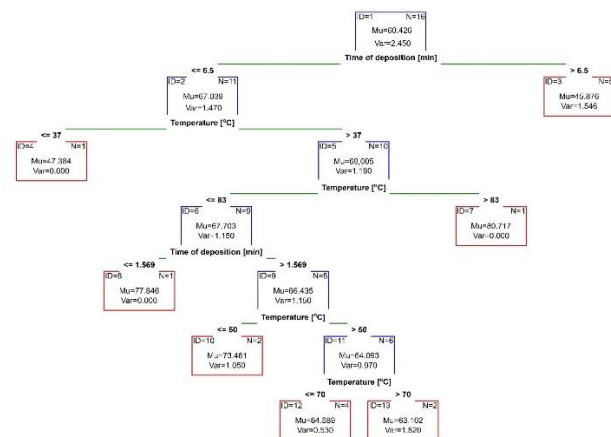 ID=1 N=16
Mu=60.426
Var=2.450
Time of deposition [min]
<= 6.5 > 6.5
ID=2 N=11 ID=3 N=5
Mu=67.039 Mu=45.876
Var=1.470 Var=1.546
Temperature [°C]
<= 37 > 37
ID=4 N=1 ID=5 N=10
Mu=47.384 Mu=69.005
Var=0.000 Var=1.190
Temperature [°C]
<= 83 > 83
ID=6 N=9 ID=7 N=1
Mu=67.703 Mu=80.717
Var=1.150 Var=0.000
Time of deposition [min]
<= 1.569 > 1.569
ID=8 N=1 ID=9 N=8
Mu=77.846 Mu=66.435
Var=0.000 Var=1.150
Temperature [°C]
<= 50 > 50
ID=10 N=2 ID=11 N=6
Mu=73.461 Mu=64.093
Var=1.050 Var=0.970
Temperature [°C]
<= 70 > 70
ID=12 N=4 ID=13 N=2
Mu=64.589 Mu=63.102
Var=0.530 Var=1.820